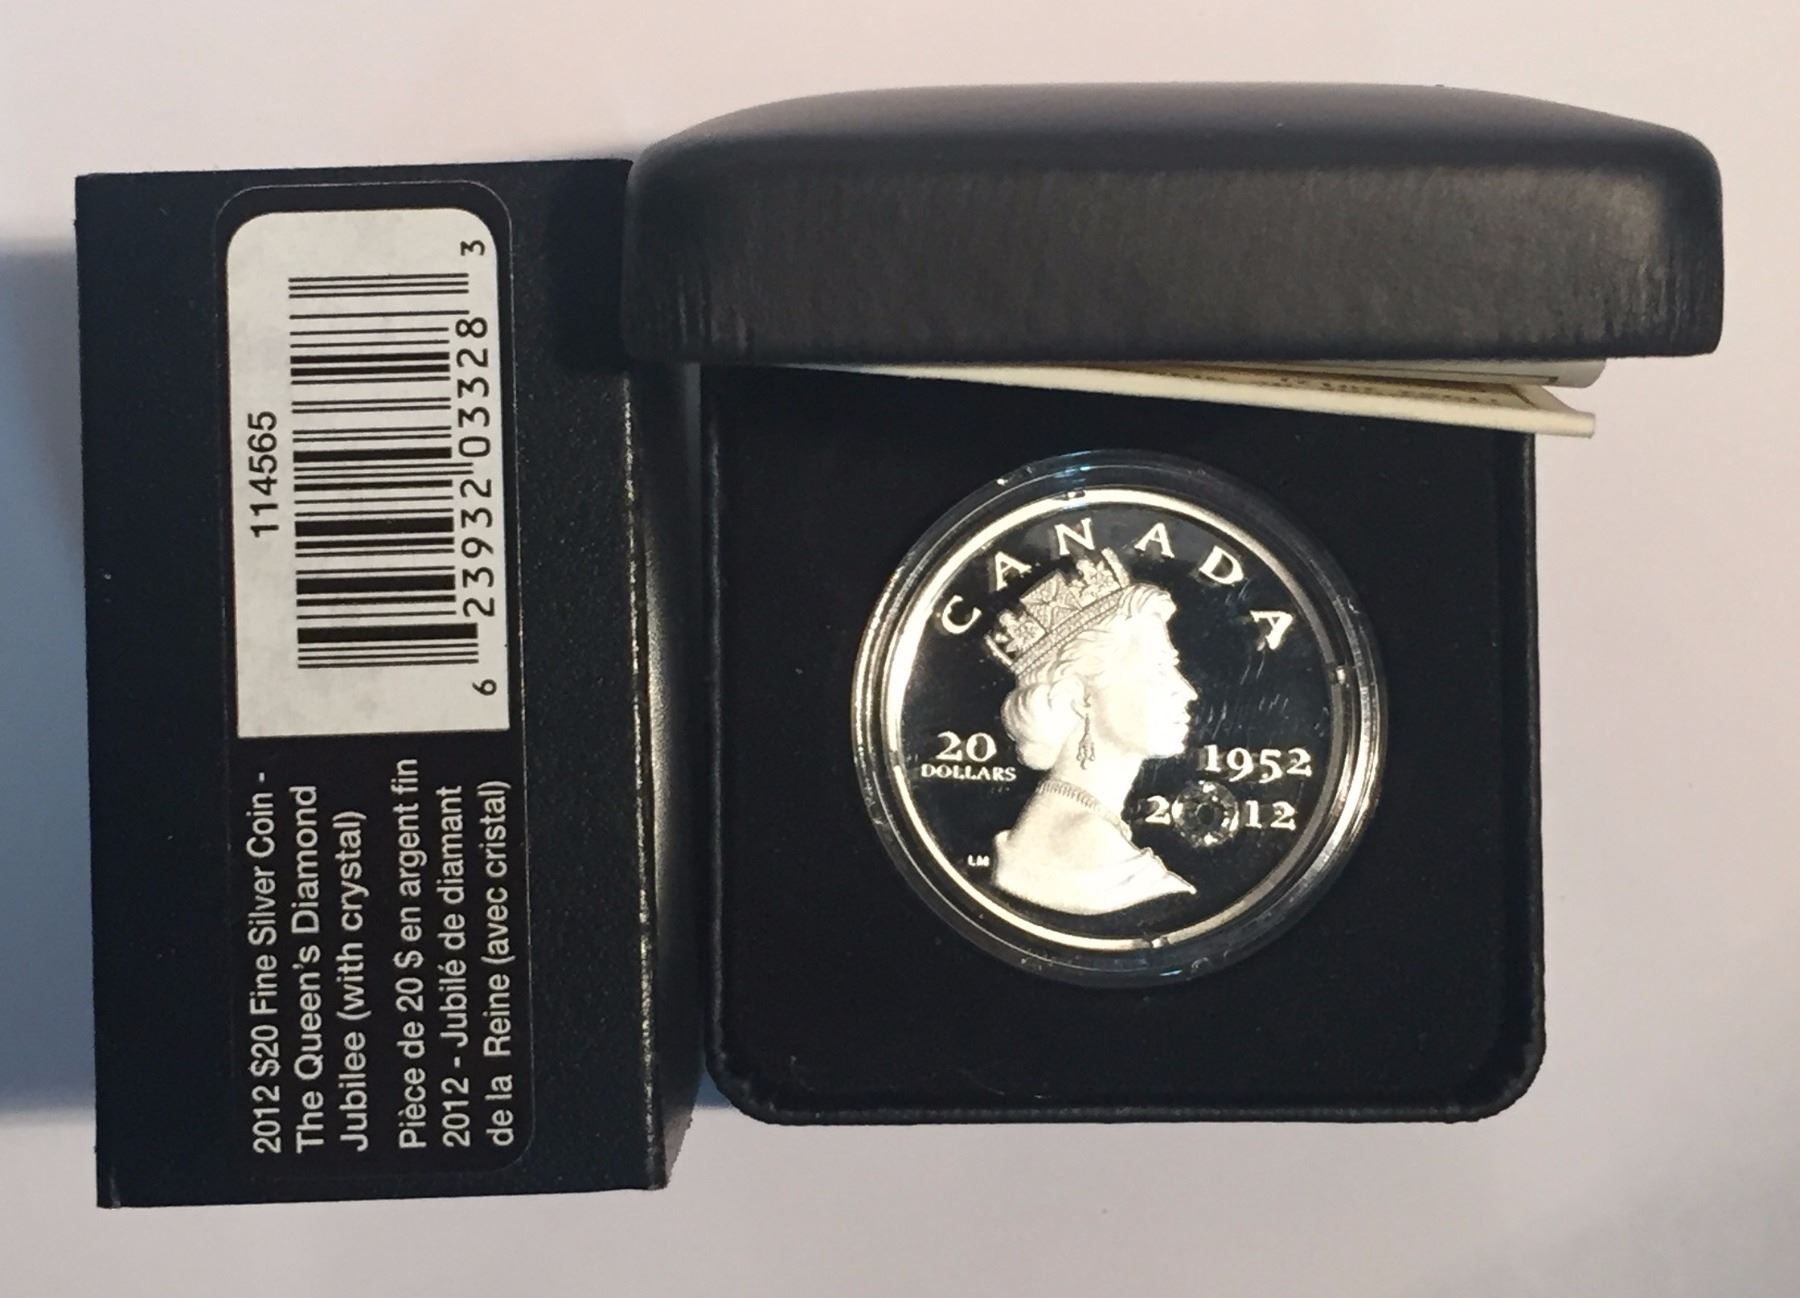 114565
6 23932 03328 3
2012 $20 Fine Silver Coin -
The Queen's Diamond
Jubilee (with crystal)
Pièce de 20 $ en argent fin
2012 - Jubilé de diamant
de la Reine (avec cristal)
CANADA
20
DOLLARS
1952
2012
LM